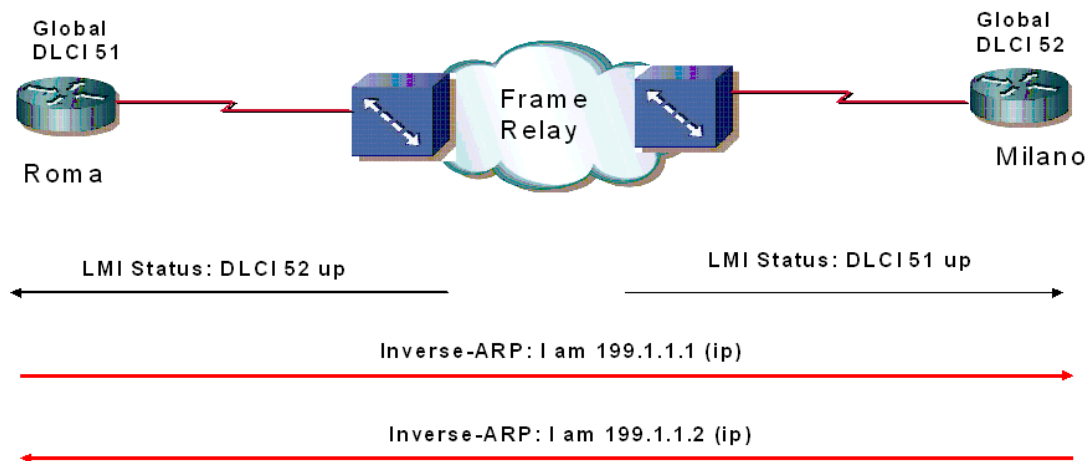 Global
DLCI 51
Global
DLCI 52
Frame
Relay
Roma
Milano
LMI Status: DLCI 52 up
LMI Status: DLCI 51 up
Inverse-ARP: I am 199.1.1.1 (ip)
Inverse-ARP: I am 199.1.1.2 (ip)